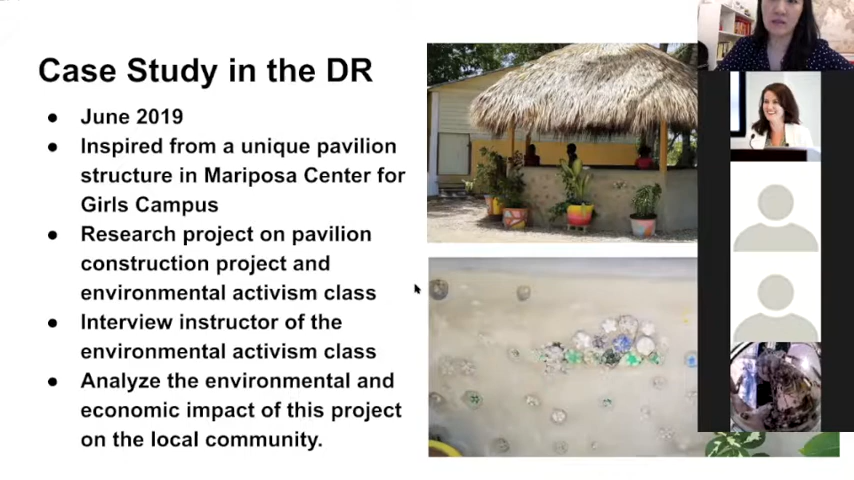 Case Study in the DR
● June 2019
● Inspired from a unique pavilion
structure in Mariposa Center for
Girls Campus
● Research project on pavilion
construction project and
environmental activism class
● Interview instructor of the
environmental activism class
● Analyze the environmental and
economic impact of this project
on the local community.